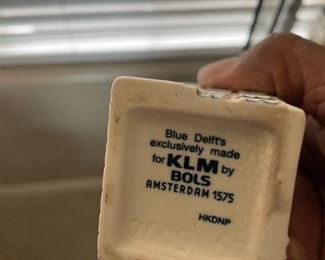 Blue Delft's
exclusively made
for KLM by
BOLS
AMSTERDAM 1575
HKDNP